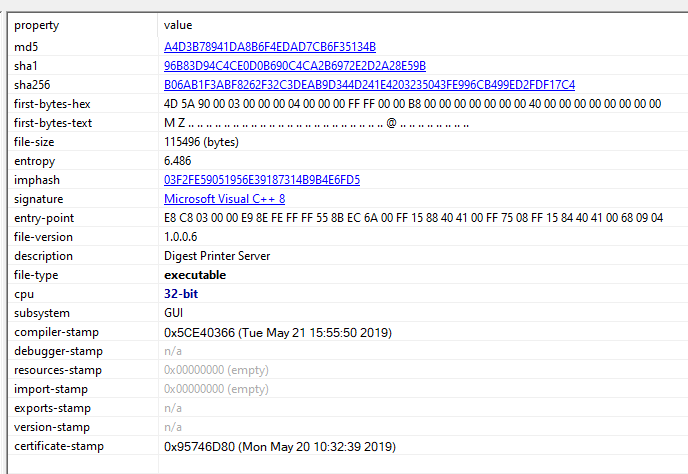 property value
md5 A4D3B78941DA8B6F4EDAD7CB6F35134B
sha1 96B83D94C4CE0D0B690C4CA2B6972E2D2A28E59B
sha256 B06AB1F3ABF8262F32C3DEAB9D344D241E4203235043FE996CB499ED2FDF17C4
first-bytes-hex 4D 5A 90 00 03 00 00 00 04 00 00 00 FF FF 00 00 B8 00 00 00 00 00 00 00 40 00 00 00 00 00 00 00
first-bytes-text M Z .. .. .. .. .. .. .. .. .. .. .. .. .. .. .. .. .. .. .. .. .. .. @ .. .. .. .. .. .. ..
file-size 115496 (bytes)
entropy 6.486
imphash 03F2FE59051956E39187314B9B4E6FD5
signature Microsoft Visual C++ 8
entry-point E8 C8 03 00 00 E9 8E FE FF FF 55 8B EC 6A 00 FF 15 88 40 41 00 FF 75 08 FF 15 84 40 41 00 68 09 04
file-version 1.0.0.6
description Digest Printer Server
file-type executable
cpu 32-bit
subsystem GUI
compiler-stamp 0x5CE40366 (Tue May 21 15:55:50 2019)
debugger-stamp n/a
resources-stamp 0x00000000 (empty)
import-stamp 0x00000000 (empty)
exports-stamp n/a
version-stamp n/a
certificate-stamp 0x95746D80 (Mon May 20 10:32:39 2019)